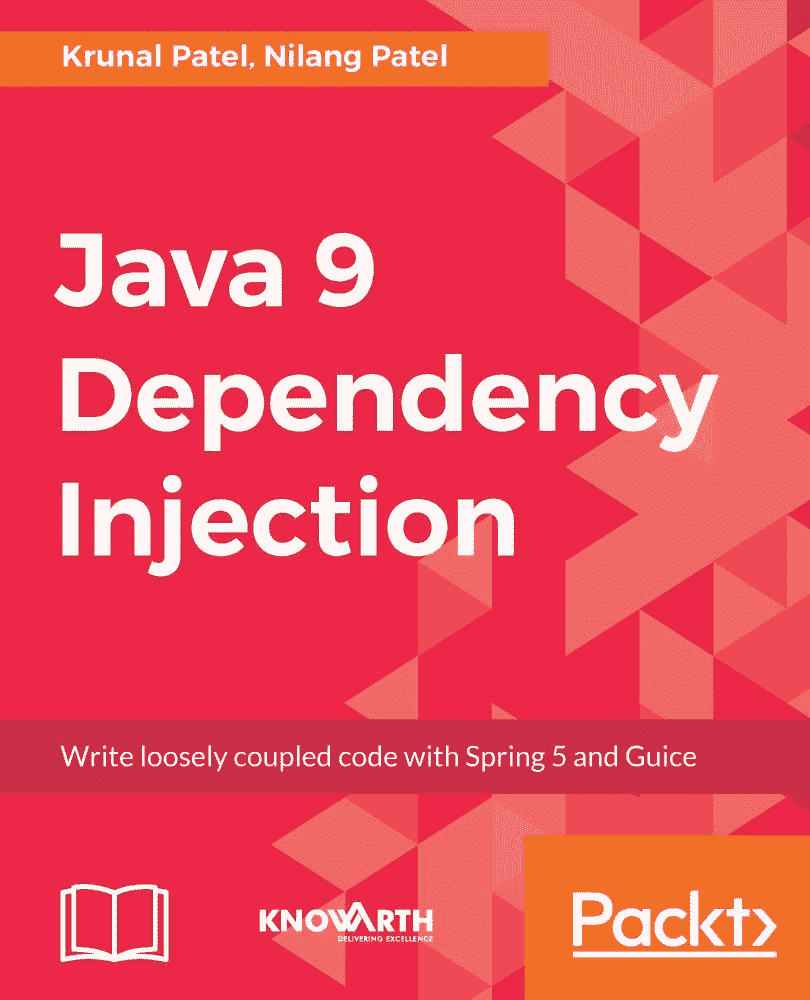 Krunal Patel, Nilang Patel
Java 9
Dependency
Injection
Write loosely coupled code with Spring 5 and Guice
KNOWARTH
DELIVERING EXCELLENCE
Packt>